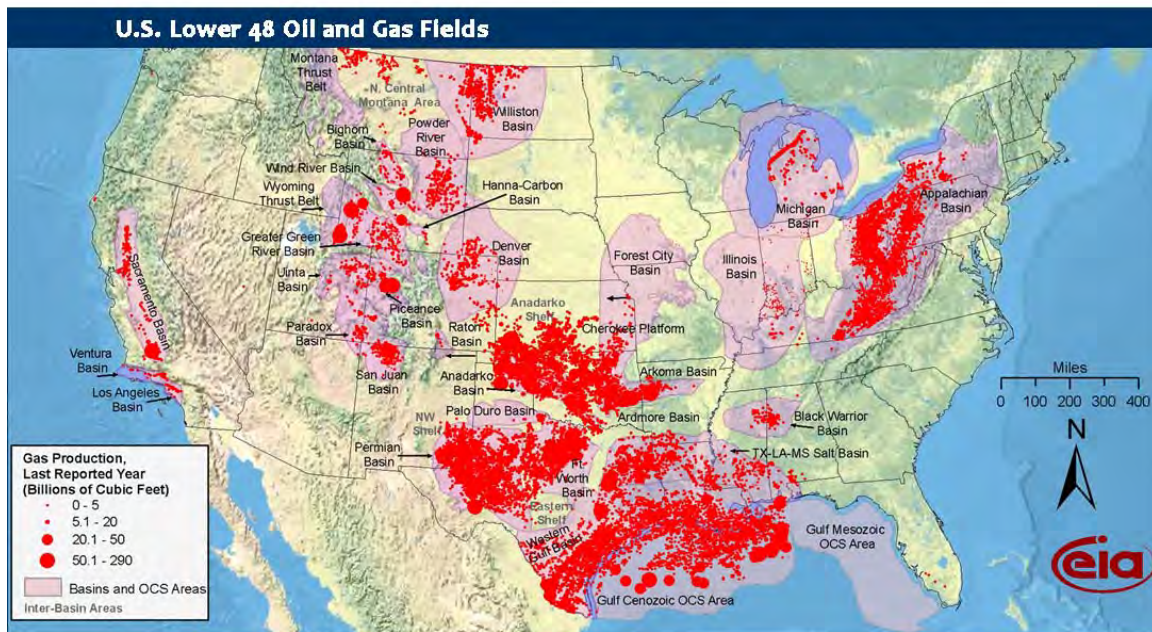 U.S. Lower 48 Oil and Gas Fields
Montana
Thrust
Belt
N. Central
Montana Area
Williston
Basin
Powder
River
Basin
Bighorn
Basin
Wind River Basin
Wyoming
Thrust Belt
Hanna-Carbon
Basin
Greater Green
River Basin
Denver
Basin
Forest City
Basin
Illinois
Basin
Michigan
Basin
Appalachian
Basin
Sacramento Basin
Uinta
Basin
Piceance
Basin
Anadarko
Shelf
Cherokee Platform
Paradox
Basin
Raton
Basin
Ventura
Basin
Los Angeles
Basin
San Juan
Basin
Anadarko
Basin
Arkoma Basin
NW
Shelf
Palo Duro Basin
Ardmore Basin
Black Warrior
Basin
Permian
Basin
Ft.
Worth
Basin
TX-LA-MS Salt Basin
Eastern
Shelf
Western
Gulf Basin
Gulf Mesozoic
OCS Area
Gulf Cenozoic OCS Area
Miles
0 100 200 300 400
N
eia
Gas Production,
Last Reported Year
(Billions of Cubic Feet)
0 - 5
5.1 - 20
20.1 - 50
50.1 - 290
Basins and OCS Areas
Inter-Basin Areas